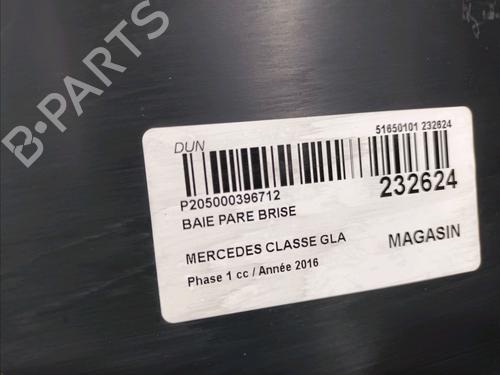 B-PARTS
DUN
51650101 232624
P205000396712
232624
BAIE PARE BRISE
MERCEDES CLASSE GLA
MAGASIN
Phase 1 cc / Année 2016